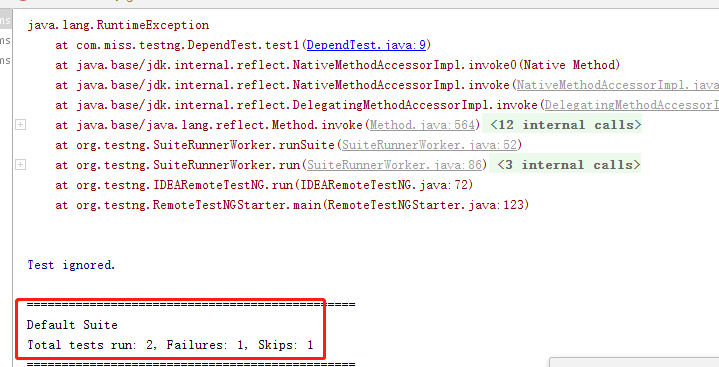 ms
ms
java.lang.RuntimeException
at com.miss.testng.DependTest.test1(DependTest.java:9)
at java.base/jdk.internal.reflect.NativeMethodAccessorImpl.invoke0(Native Method)
at java.base/jdk.internal.reflect.NativeMethodAccessorImpl.invoke(NativeMethodAccessorImpl.java
at java.base/jdk.internal.reflect.DelegatingMethodAccessorImpl.invoke(DelegatingMethodAccessorI
at java.base/java.lang.reflect.Method.invoke(Method.java:564) <12 internal calls>
at org.testng.SuiteRunnerWorker.runSuite(SuiteRunnerWorker.java:52)
at org.testng.SuiteRunnerWorker.run(SuiteRunnerWorker.java:86) <3 internal calls>
at org.testng.IDEARemoteTestNG.run(IDEARemoteTestNG.java:72)
at org.testng.RemoteTestNGStarter.main(RemoteTestNGStarter.java:123)
Test ignored.
===============================================
Default Suite
Total tests run: 2, Failures: 1, Skips: 1
===============================================